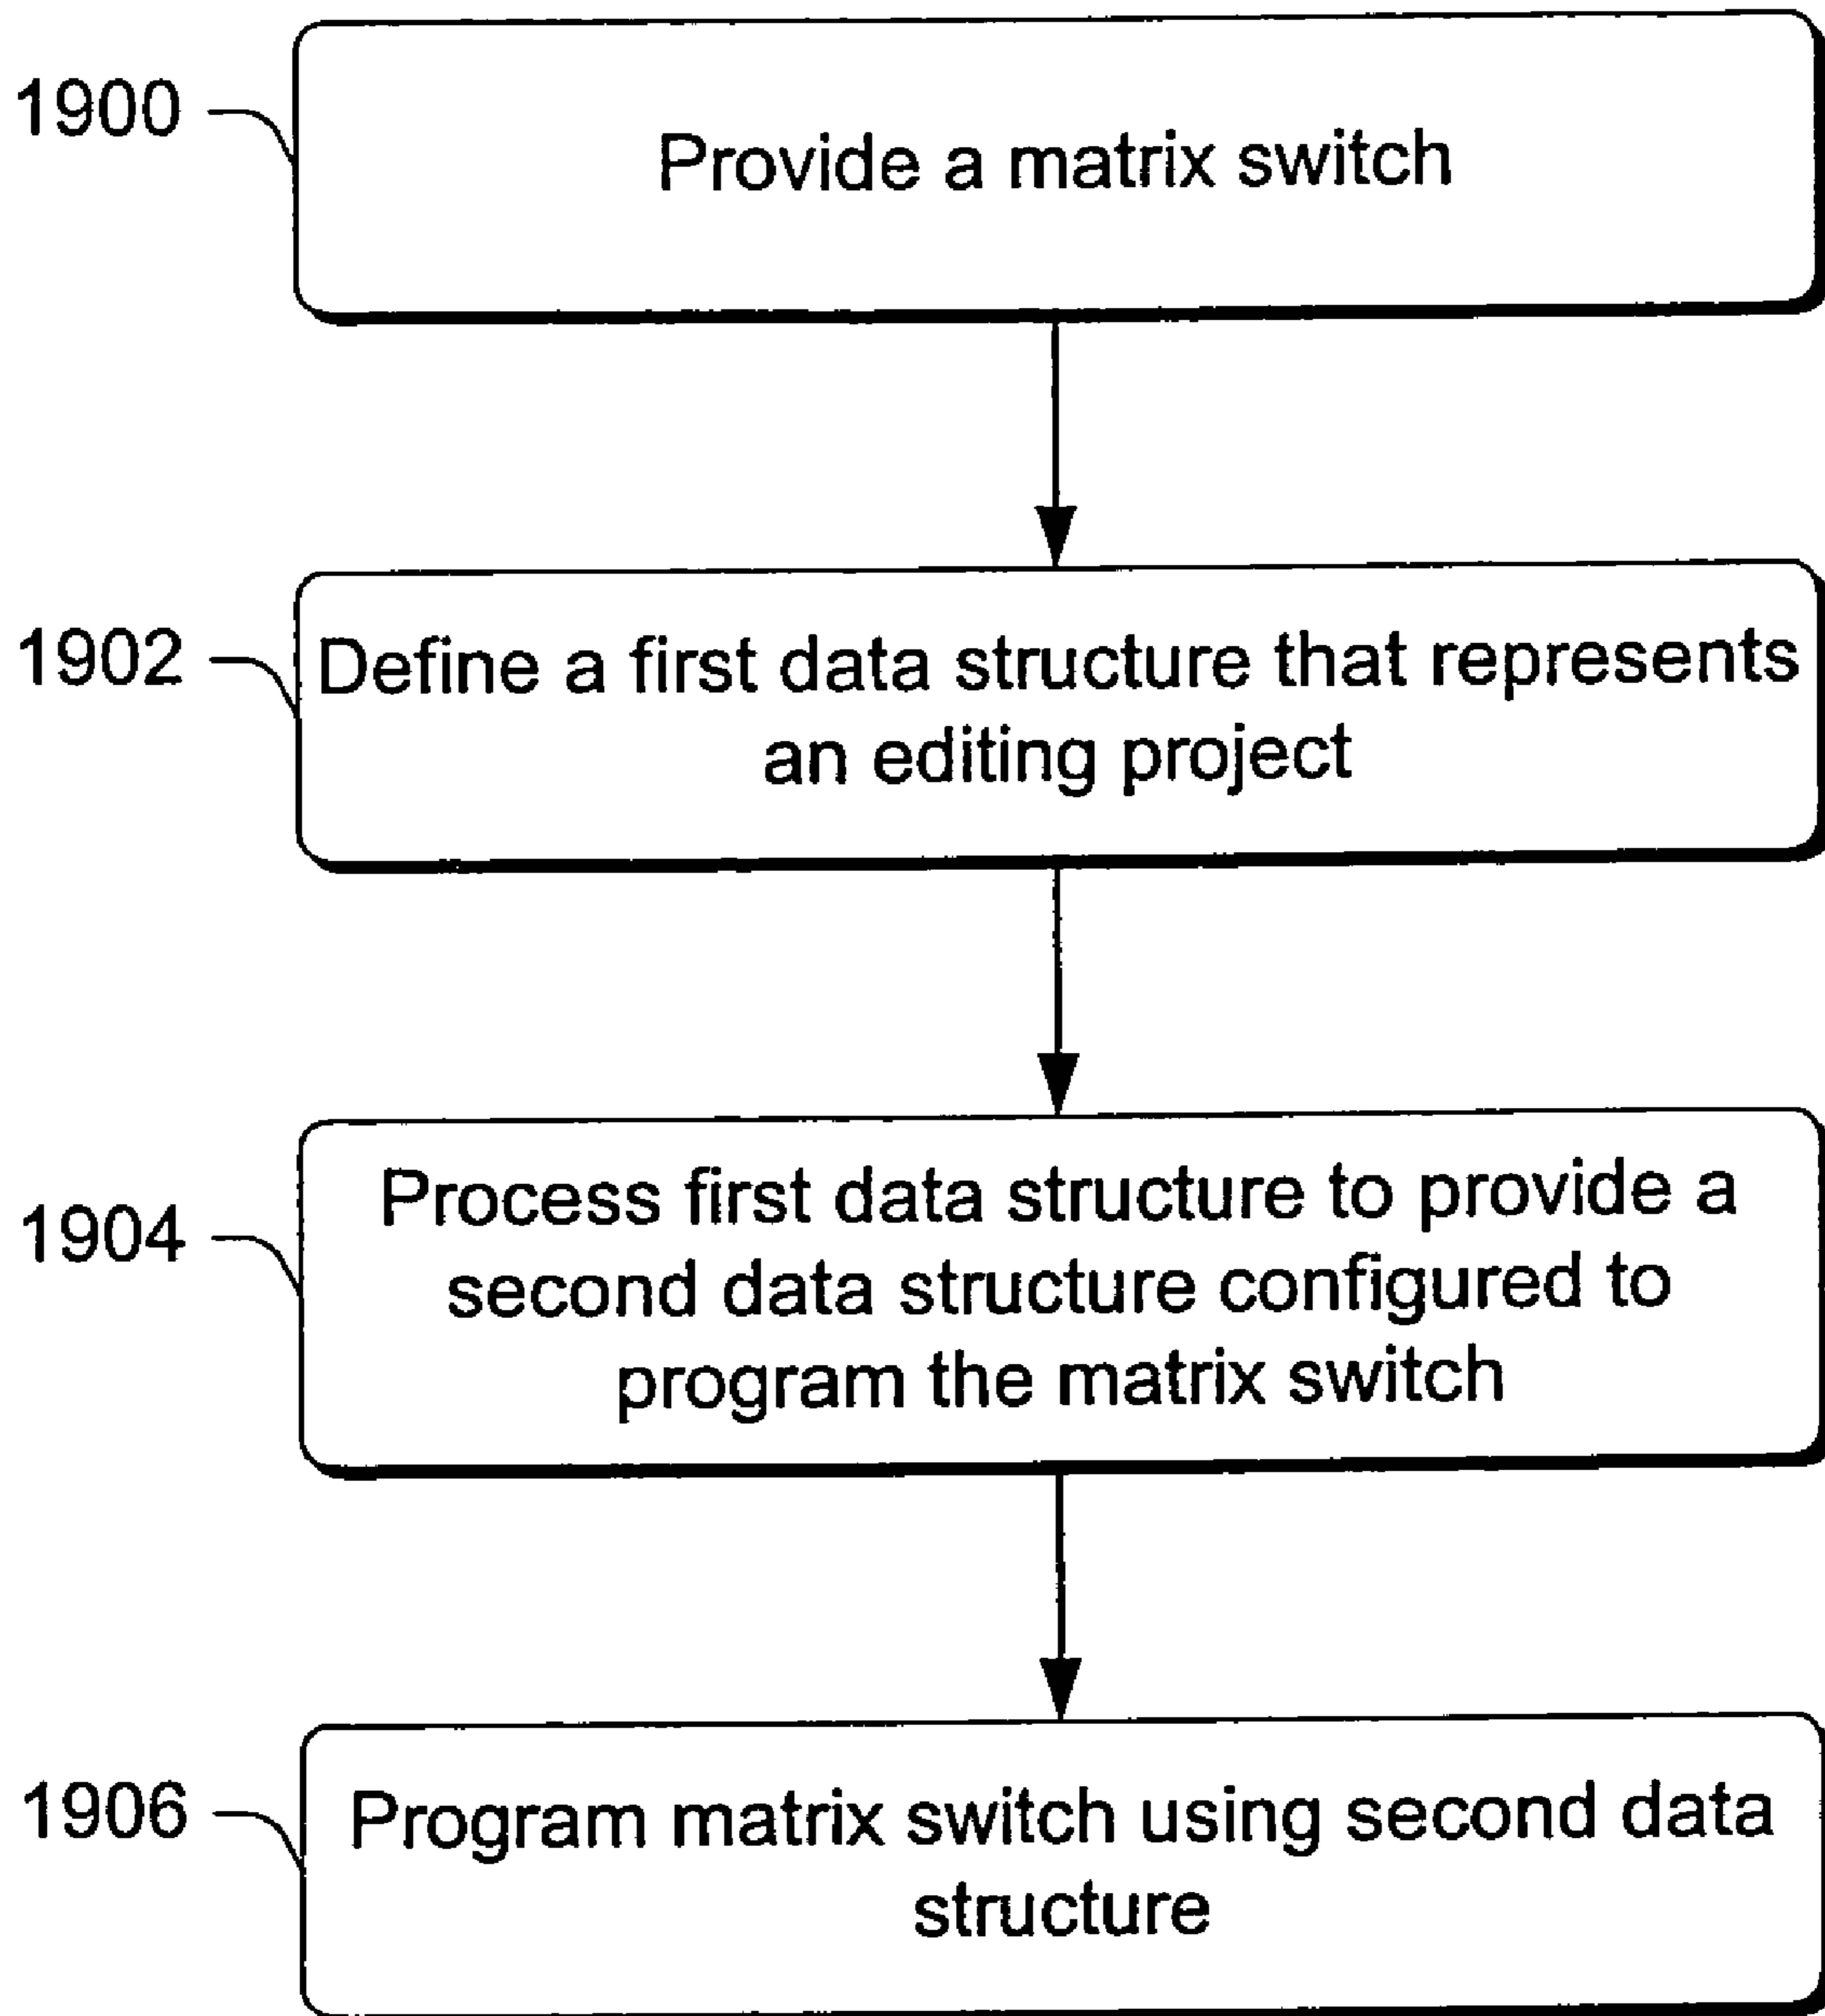 1900
Provide a matrix switch
1902
Define a first data structure that represents
an editing project
1904
Process first data structure to provide a
second data structure configured to
program the matrix switch
1906
Program matrix switch using second data
structure